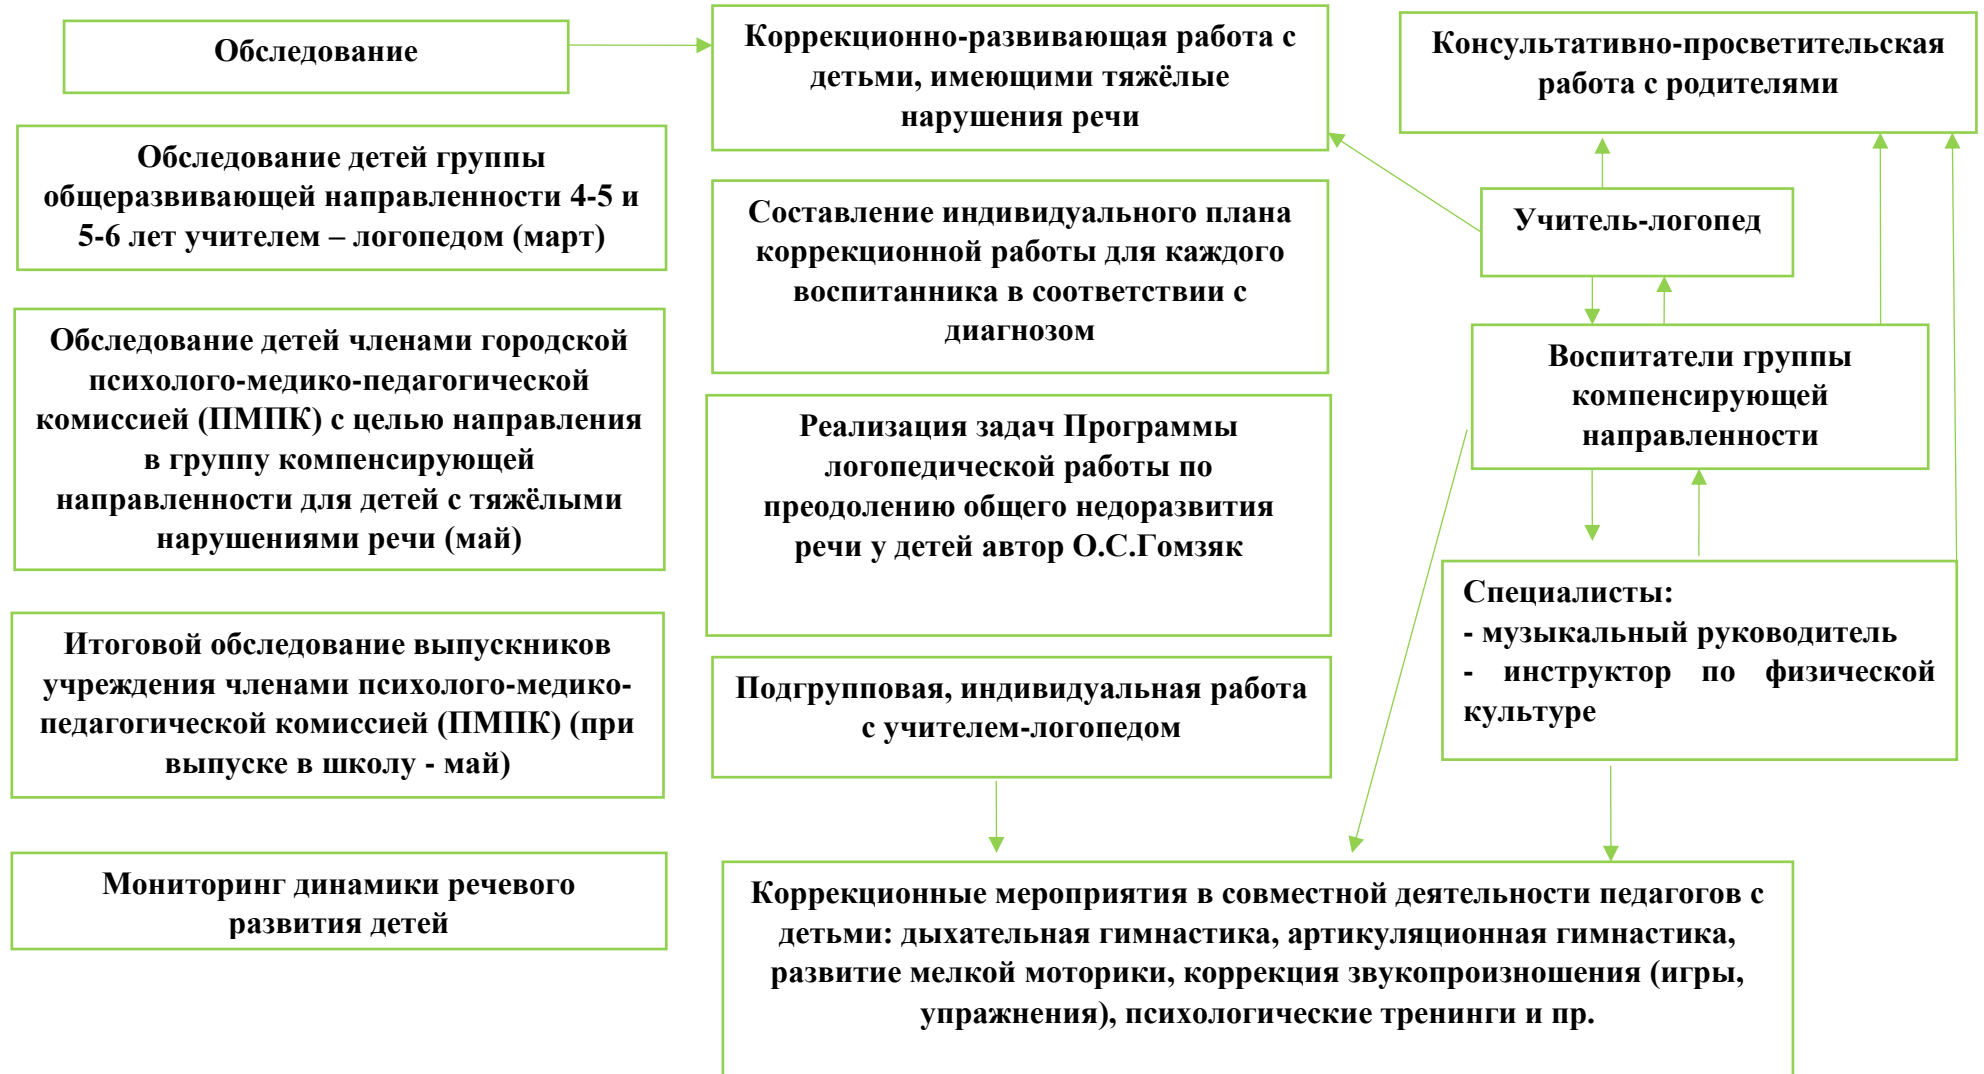 Обследование
Обследование детей группы
общеразвивающей направленности 4-5 и
5-6 лет учителем – логопедом (март)
Обследование детей членами городской
психолого-медико-педагогической
комиссией (ПМПК) с целью направления
в группу компенсирующей
направленности для детей с тяжёлыми
нарушениями речи (май)
Итоговой обследование выпускников
учреждения членами психолого-медико-
педагогической комиссией (ПМПК) (при
выпуске в школу - май)
Мониторинг динамики речевого
развития детей
Коррекционно-развивающая работа с
детьми, имеющими тяжёлые
нарушения речи
Составление индивидуального плана
коррекционной работы для каждого
воспитанника в соответствии с
диагнозом
Реализация задач Программы
логопедической работы по
преодолению общего недоразвития
речи у детей автор О.С.Гомзяк
Подгрупповая, индивидуальная работа
с учителем-логопедом
Коррекционные мероприятия в совместной деятельности педагогов с
детьми: дыхательная гимнастика, артикуляционная гимнастика,
развитие мелкой моторики, коррекция звукопроизношения (игры,
упражнения), психологические тренинги и пр.
Консультативно-просветительская
работа с родителями
Учитель-логопед
Воспитатели группы
компенсирующей
направленности
Специалисты:
- музыкальный руководитель
- инструктор по физической
культуре